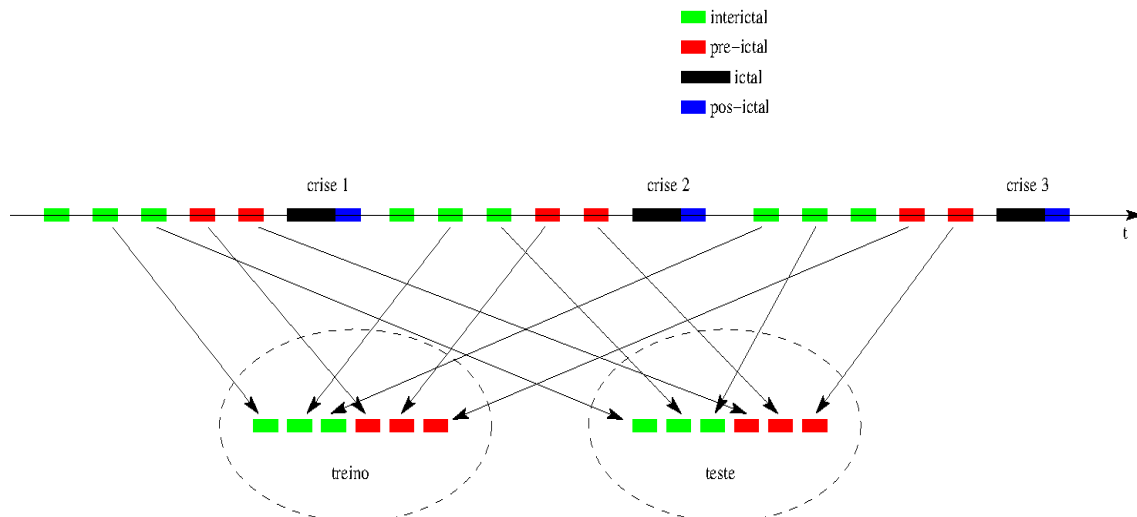 interictal
pre-ictal
ictal
pos-ictal
crise 1
crise 2
crise 3
t
treino
teste